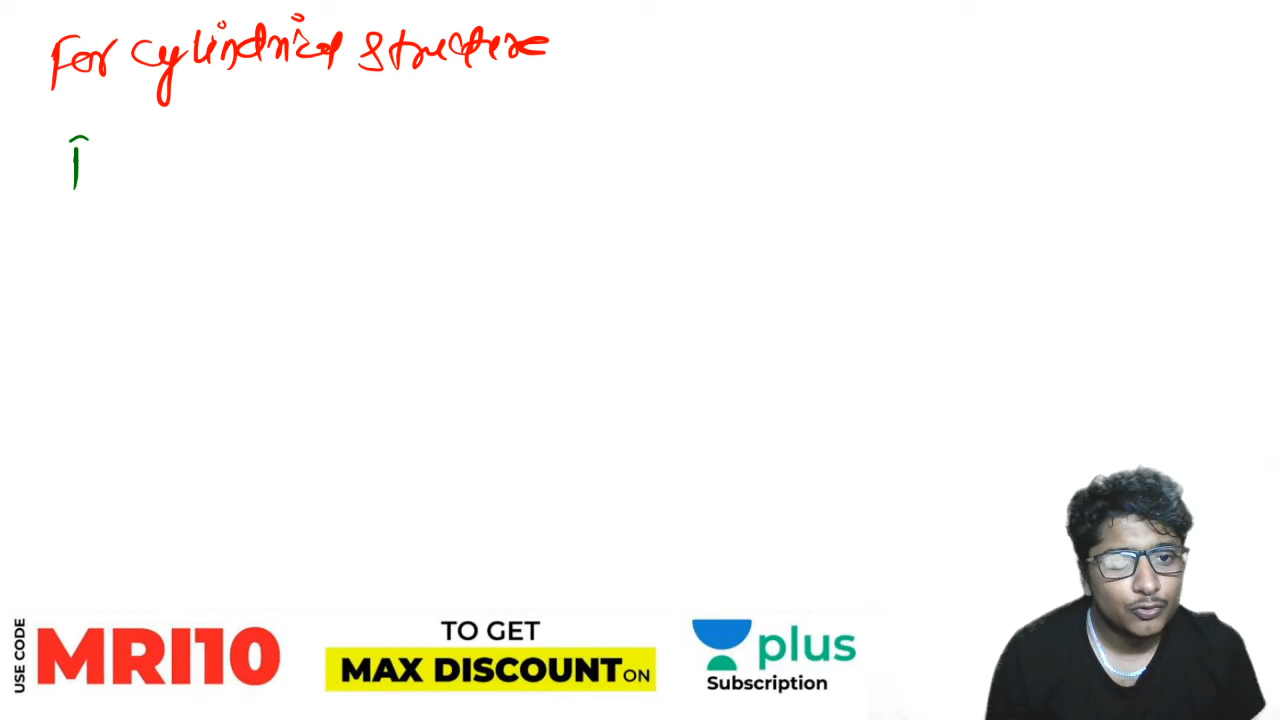 For Cylindrical Structure
USE CODE
MRI10
TO GET
MAX DISCOUNT ON
plus
Subscription